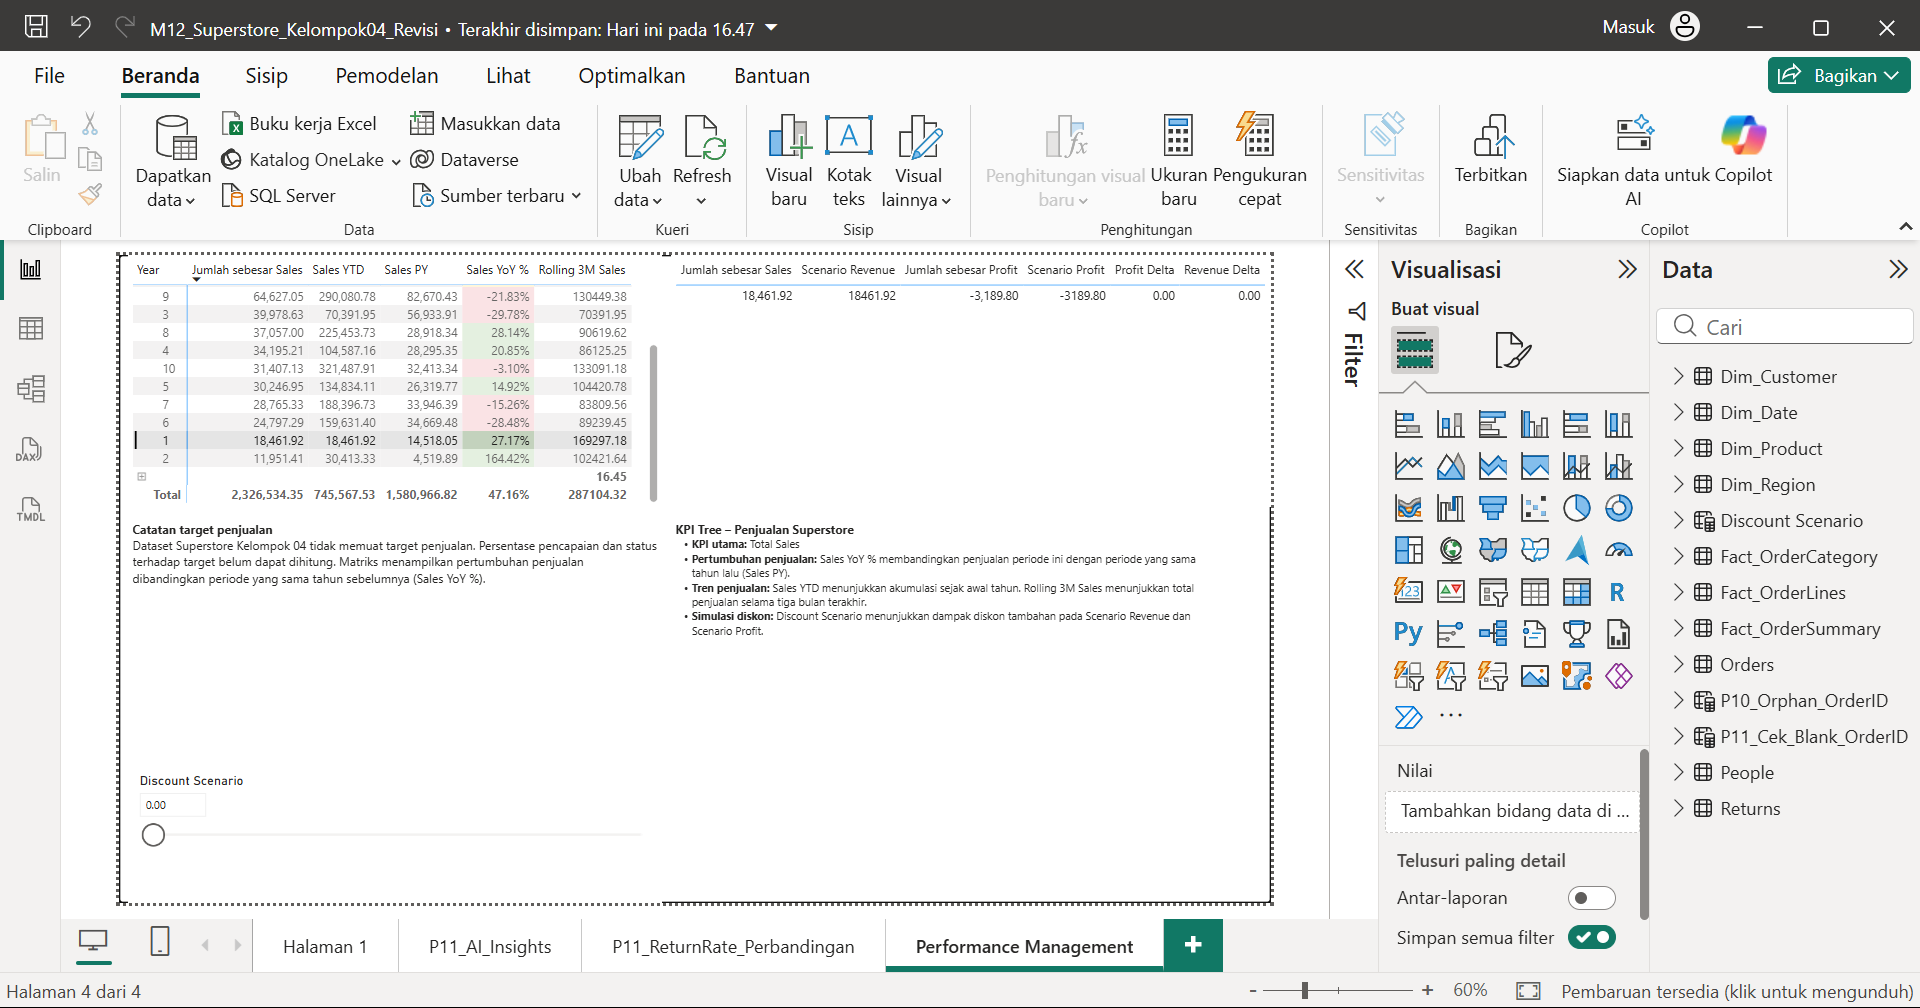 M12_Superstore_Kelompok04_Revisi • Terakhir disimpan: Hari ini pada 16.47
Masuk
File
Beranda
Sisip
Pemodelan
Lihat
Optimalkan
Bantuan
Bagikan
Salin
Clipboard
Dapatkan data
Buku kerja Excel
Katalog OneLake
SQL Server
Masukkan data
Dataverse
Sumber terbaru
Data
Ubah data
Refresh
Kueri
Visual baru
Kotak teks
Visual lainnya
Sisip
Penghitungan visual baru
Ukuran baru
Pengukuran cepat
Penghitungan
Sensitivitas
Sensitivitas
Terbitkan
Bagikan
Siapkan data untuk AI
Copilot
Copilot
Year Jumlah sebesar Sales Sales YTD Sales PY Sales YoY % Rolling 3M Sales
9 64,627.05 290,080.78 82,670.43 -21.83% 130449.38
3 39,978.63 70,391.95 56,933.91 -29.78% 70391.95
8 37,057.00 225,453.73 28,918.34 28.14% 90619.62
4 34,195.21 104,587.16 28,295.35 20.85% 86125.25
10 31,407.13 321,487.91 32,413.34 -3.10% 133091.18
5 30,246.95 134,834.11 26,319.77 14.92% 104420.78
7 28,765.33 188,396.73 33,946.39 -15.26% 83809.56
6 24,797.29 159,631.40 34,669.48 -28.48% 89239.45
1 18,461.92 18,461.92 14,518.05 27.17% 169297.18
2 11,951.41 30,413.33 4,519.89 164.42% 102421.64
16.45
Total 2,326,534.35 745,567.53 1,580,966.82 47.16% 287104.32
Jumlah sebesar Sales Scenario Revenue Jumlah sebesar Profit Scenario Profit Profit Delta Revenue Delta
18,461.92 18461.92 -3,189.80 -3189.80 0.00 0.00
Catatan target penjualan
Dataset Superstore Kelompok 04 tidak memuat target penjualan. Persentase pencapaian dan status
terhadap target belum dapat dihitung. Matriks menampilkan pertumbuhan penjualan
dibandingkan periode yang sama tahun sebelumnya (Sales YoY %).
KPI Tree – Penjualan Superstore
• KPI utama: Total Sales
• Pertumbuhan penjualan: Sales YoY % membandingkan penjualan periode ini dengan periode yang sama
tahun lalu (Sales PY).
• Tren penjualan: Sales YTD menunjukkan akumulasi sejak awal tahun. Rolling 3M Sales menunjukkan total
penjualan selama tiga bulan terakhir.
• Simulasi diskon: Discount Scenario menunjukkan dampak diskon tambahan pada Scenario Revenue dan
Scenario Profit.
Discount Scenario
0.00
Filter
Visualisasi
Buat visual
Nilai
Tambahkan bidang data di ...
Telusuri paling detail
Antar-laporan
Simpan semua filter
Data
Cari
Dim_Customer
Dim_Date
Dim_Product
Dim_Region
Discount Scenario
Fact_OrderCategory
Fact_OrderLines
Fact_OrderSummary
Orders
P10_Orphan_OrderID
P11_Cek_Blank_OrderID
People
Returns
DAX
TMDL
123
R
Py
Halaman 1
P11_AI_Insights
P11_ReturnRate_Perbandingan
Performance Management
+
Halaman 4 dari 4
- + 60%
Pembaruan tersedia (klik untuk mengunduh)